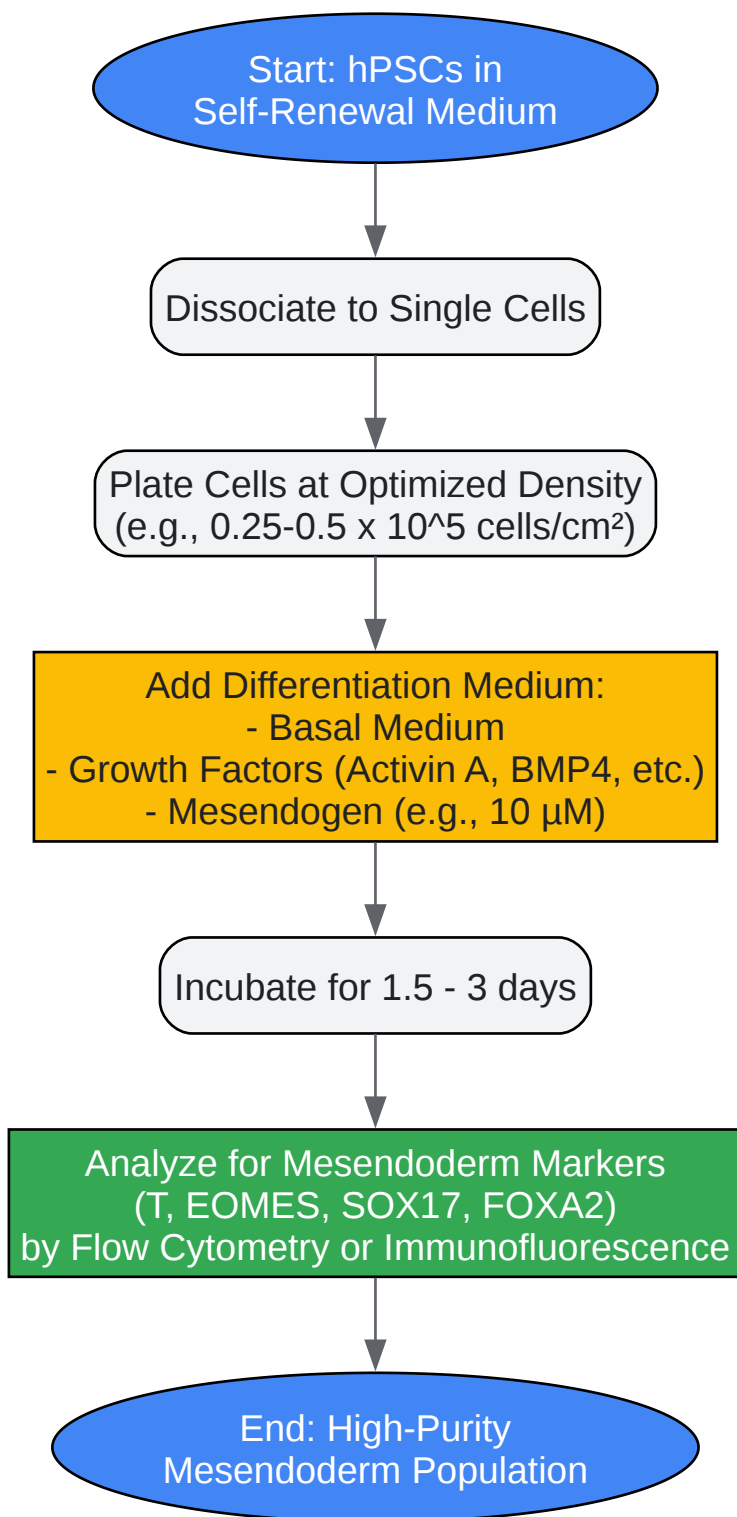 Start: hPSCs in
Self-Renewal Medium
Dissociate to Single Cells
Plate Cells at Optimized Density
(e.g., 0.25-0.5 x 10^5 cells/cm²)
Add Differentiation Medium:
- Basal Medium
- Growth Factors (Activin A, BMP4, etc.)
- Mesendogen (e.g., 10 µM)
Incubate for 1.5 - 3 days
Analyze for Mesendoderm Markers
(T, EOMES, SOX17, FOXA2)
by Flow Cytometry or Immunofluorescence
End: High-Purity
Mesendoderm Population